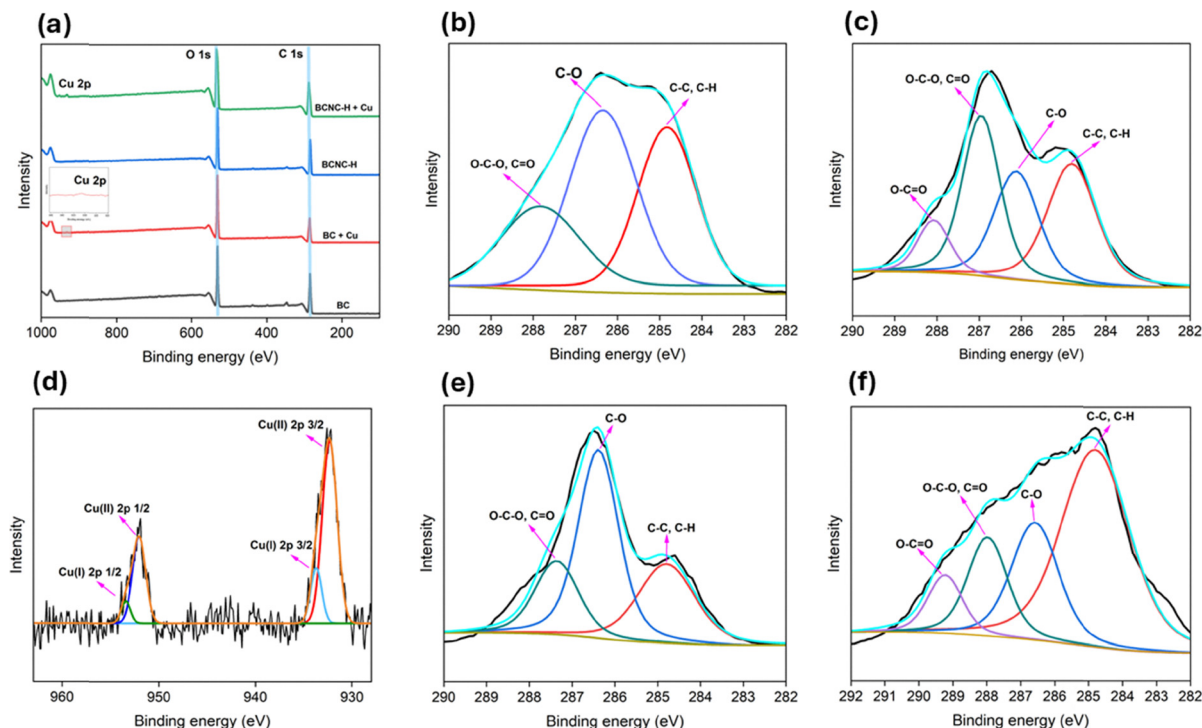 (a)
O 1s
C 1s
Cu 2p
BCNC-H + Cu
BCNC-H
Cu 2p
BC + Cu
BC
Intensity
1000 800 600 400 200
Binding energy (eV)
(b)
C-O
C-C, C-H
O-C-O, C=O
Intensity
290 289 288 287 286 285 284 283 282
Binding energy (eV)
(c)
O-C-O, C=O
C-O
C-C, C-H
O-C=O
Intensity
290 289 288 287 286 285 284 283 282
Binding energy (eV)
(d)
Cu(II) 2p 3/2
Cu(II) 2p 1/2
Cu(I) 2p 3/2
Cu(I) 2p 1/2
Intensity
960 950 940 930
Binding energy (eV)
(e)
C-O
O-C-O, C=O
C-C, C-H
Intensity
290 289 288 287 286 285 284 283 282
Binding energy (eV)
(f)
C-C, C-H
O-C-O, C=O
C-O
O-C=O
Intensity
292 291 290 289 288 287 286 285 284 283 282
Binding energy (eV)